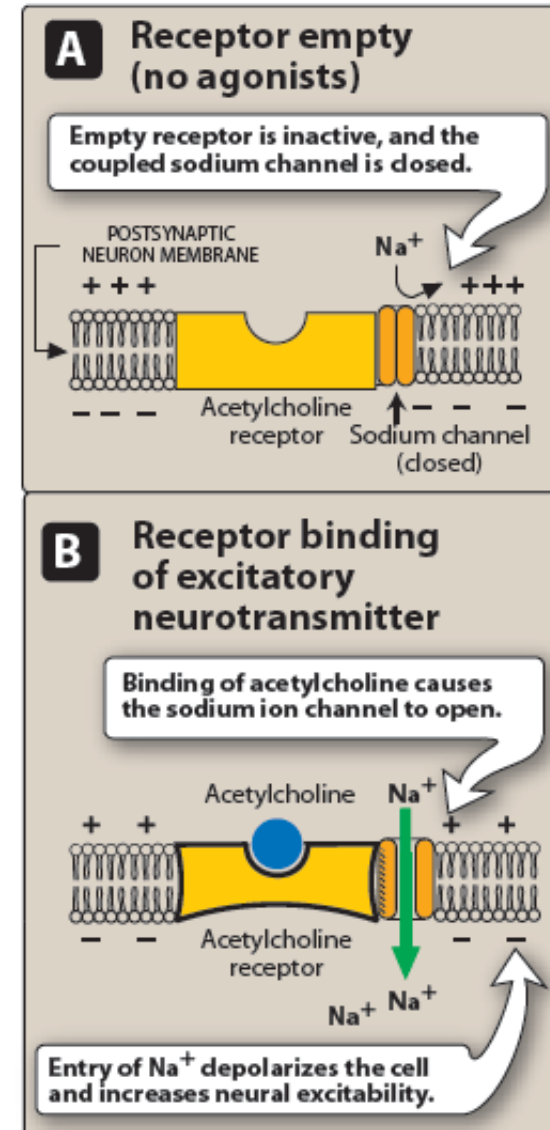 A
Receptor empty
(no agonists)
Empty receptor is inactive, and the
coupled sodium channel is closed.
POSTSYNAPTIC
NEURON MEMBRANE
Na+
+ + +
+++
– – –
– – –
Acetylcholine
receptor
Sodium channel
(closed)
B
Receptor binding
of excitatory
neurotransmitter
Binding of acetylcholine causes
the sodium ion channel to open.
Acetylcholine
Na+
+ +
+ +
– –
– –
Acetylcholine
receptor
Na+ Na+
Entry of Na+ depolarizes the cell
and increases neural excitability.